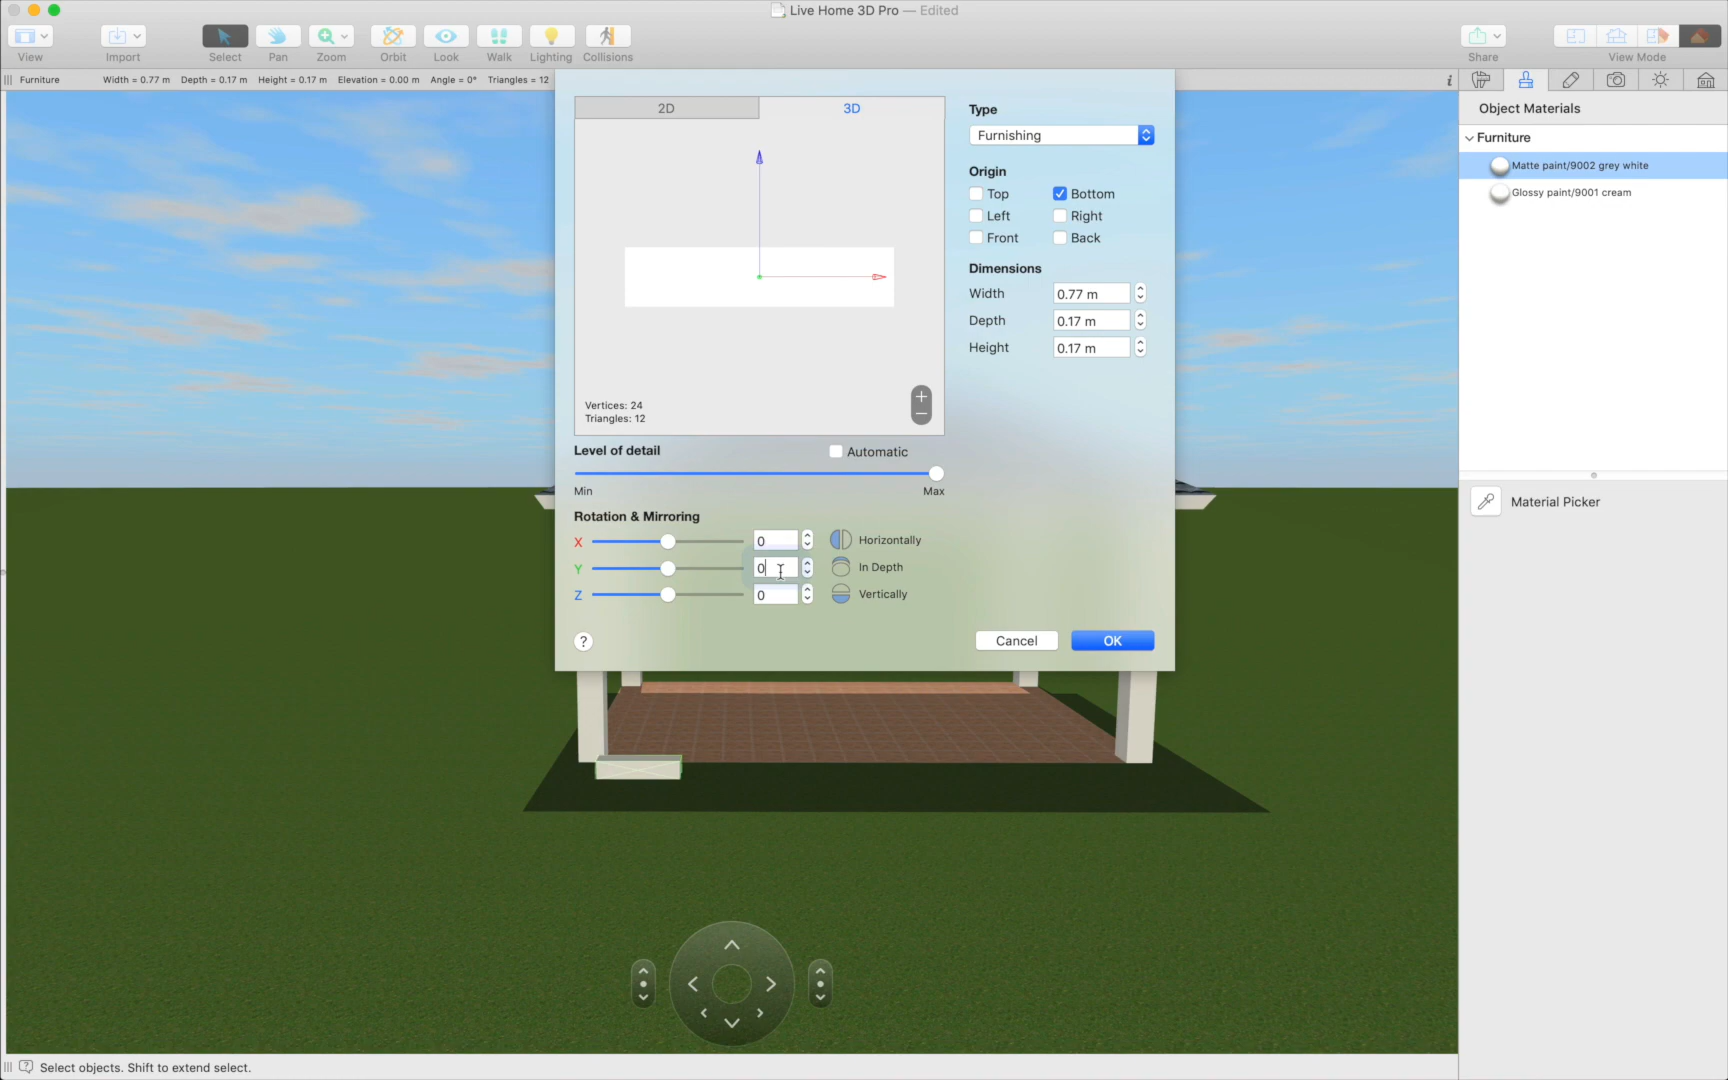 Live Home 3D Pro — Edited
View
Import
Select
Pan
Zoom
Orbit
Look
Walk
Lighting
Collisions
Share
View Mode
Furniture
Width = 0.77 m Depth = 0.17 m Height = 0.17 m Elevation = 0.00 m Angle = 0° Triangles = 12
i
Object Materials
Furniture
Matte paint/9002 grey white
Glossy paint/9001 cream
Material Picker
2D
3D
Vertices: 24
Triangles: 12
Level of detail
Automatic
Min
Max
Rotation & Mirroring
X 0 Horizontally
Y 0 In Depth
Z 0 Vertically
Type
Furnishing
Origin
Top Bottom
Left Right
Front Back
Dimensions
Width 0.77 m
Depth 0.17 m
Height 0.17 m
?
Cancel
OK
? Select objects. Shift to extend select.